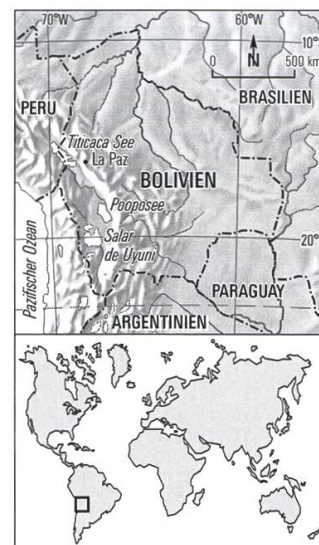 70°W 60°W
10°
N
0 500 km
PERU
BRASILIEN
Titicaca See
La Paz
BOLIVIEN
Pooposee
Salar
de Uyuni
20°
Pazifischer Ozean
PARAGUAY
ARGENTINIEN